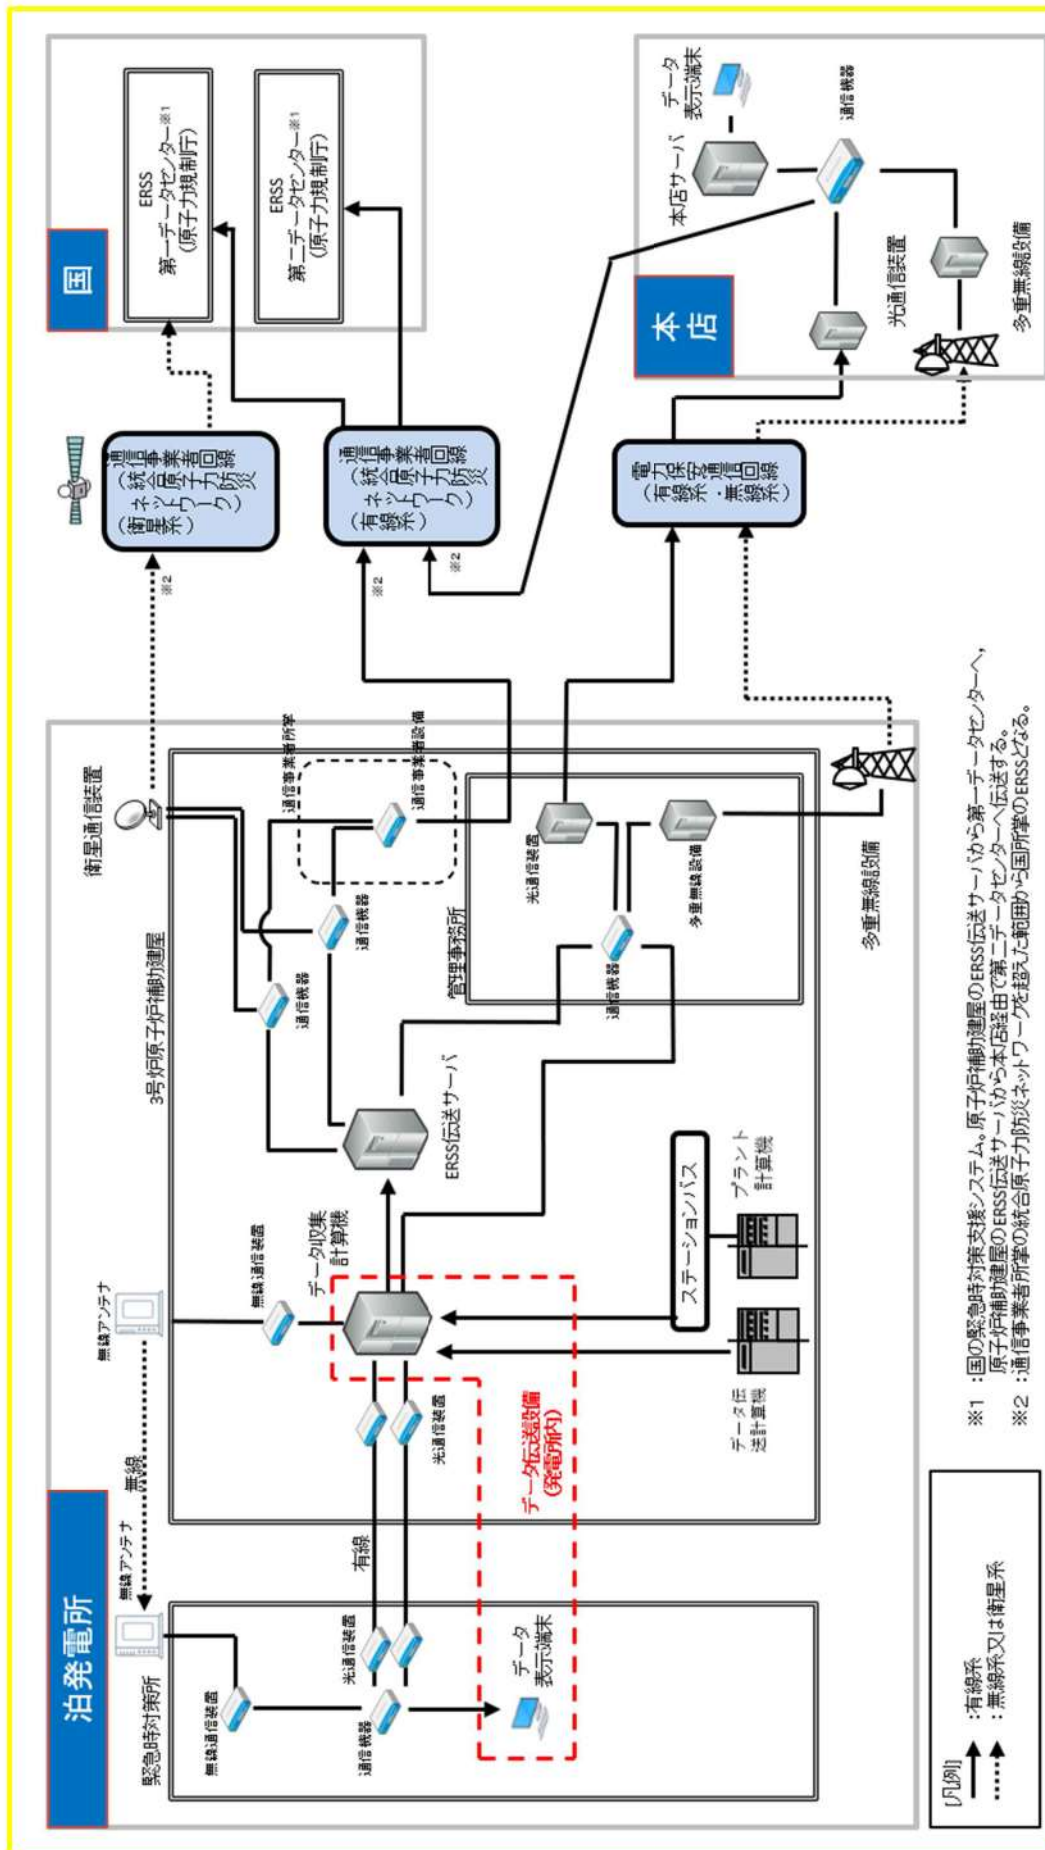 泊発電所
緊急時対策所
無線アンテナ
無線
無線アンテナ
無線通信装置
通信機器
光通信装置
データ
表示端末
有線
データ伝送設備
(発電所内)
3号炉原子炉補助建屋
無線通信装置
データ収集
計算機
光通信装置
データ伝
送計算機
プラント
計算機
ステーションバス
ERSS伝送サーバ
通信機器
通信機器
衛星通信装置
通信事業者所掌
通信事業者設備
管理事務所
通信機器
光通信装置
多重無線設備
多重無線設備
※2
通信事業者回線
(統合原子力防災
ネットワーク)
(衛星系)
※2
※2
通信事業者回線
(統合原子力防災
ネットワーク)
(有線系)
電力保安通信回線
(有線系・無線系)
国
ERSS
第一データセンター※1
(原子力規制庁)
ERSS
第二データセンター※1
(原子力規制庁)
本店
本店サーバ
データ
表示端末
通信機器
光通信装置
多重無線設備
[凡例]
:有線系
:無線系又は衛星系
※1 :国の緊急時対策支援システム。原子炉補助建屋のERSS伝送サーバから第一データセンターへ,
原子炉補助建屋のERSS伝送サーバから本店経由で第二データセンターへ伝送する。
※2 :通信事業者所掌の統合原子力防災ネットワークを超えた範囲から国所掌のERSSとなる。